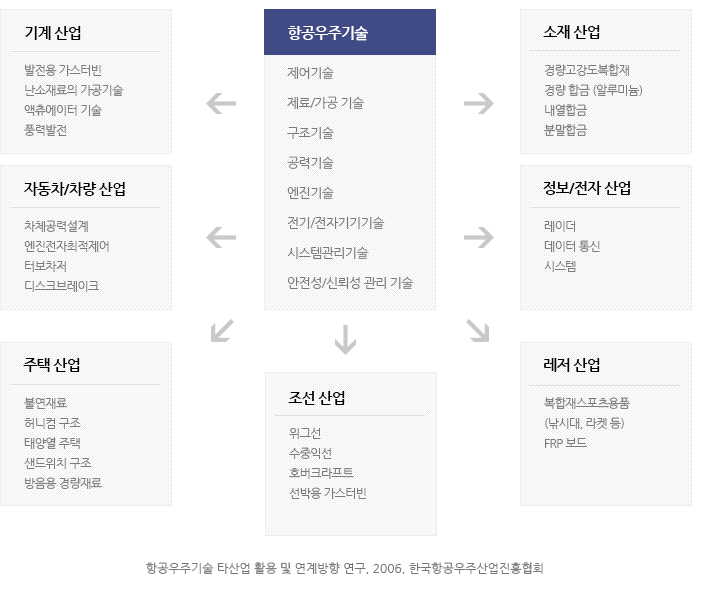 기계 산업
발전용 가스터빈
난소재료의 가공기술
액츄에이터 기술
풍력발전
항공우주기술
제어기술
제료/가공 기술
구조기술
공력기술
엔진기술
전기/전자기기기술
시스템관리기술
안전성/신뢰성 관리 기술
소재 산업
경량고강도복합재
경량 합금 (알루미늄)
내열합금
분말합금
자동차/차량 산업
차체공력설계
엔진전자최적제어
터보차저
디스크브레이크
정보/전자 산업
레이더
데이터 통신
시스템
주택 산업
불연재료
허니컴 구조
태양열 주택
샌드위치 구조
방음용 경량재료
조선 산업
위그선
수중익선
호버크라프트
선박용 가스터빈
레저 산업
복합재스포츠용품
(낚시대, 라켓 등)
FRP 보드
항공우주기술 타산업 활용 및 연계방향 연구, 2006, 한국항공우주산업진흥협회